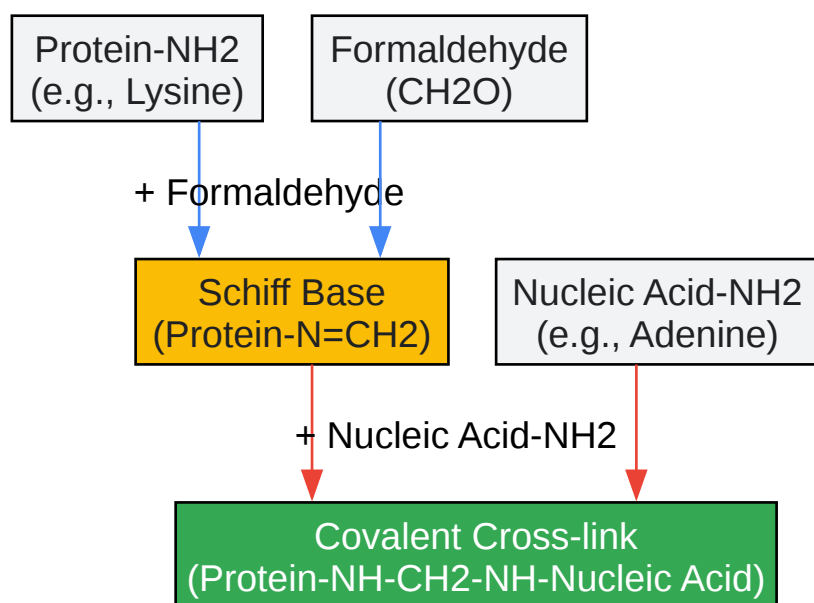 Protein-NH2
(e.g., Lysine)
Formaldehyde
(CH2O)
+ Formaldehyde
Schiff Base
(Protein-N=CH2)
Nucleic Acid-NH2
(e.g., Adenine)
+ Nucleic Acid-NH2
Covalent Cross-link
(Protein-NH-CH2-NH-Nucleic Acid)